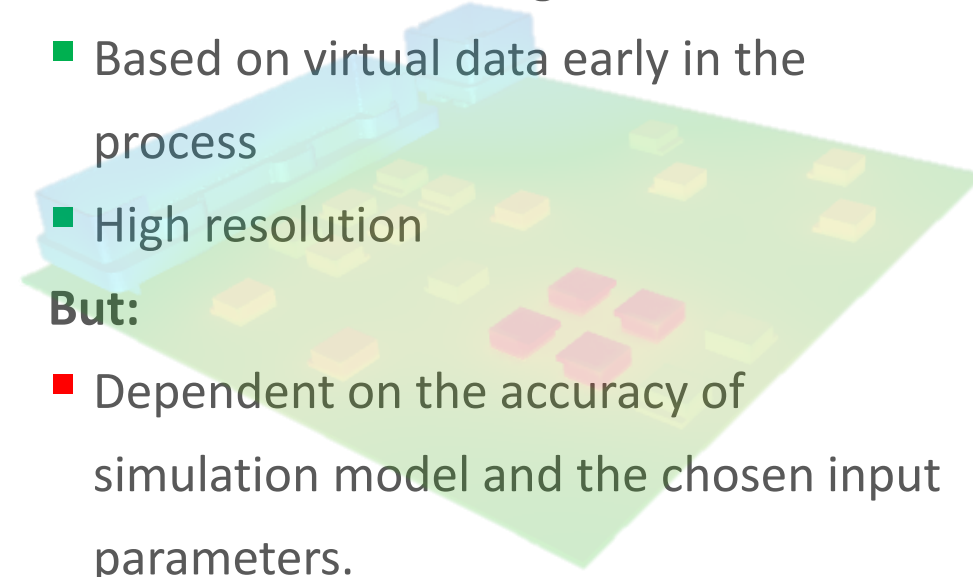 Based on virtual data early in the
process
High resolution
But:
Dependent on the accuracy of
simulation model and the chosen input
parameters.